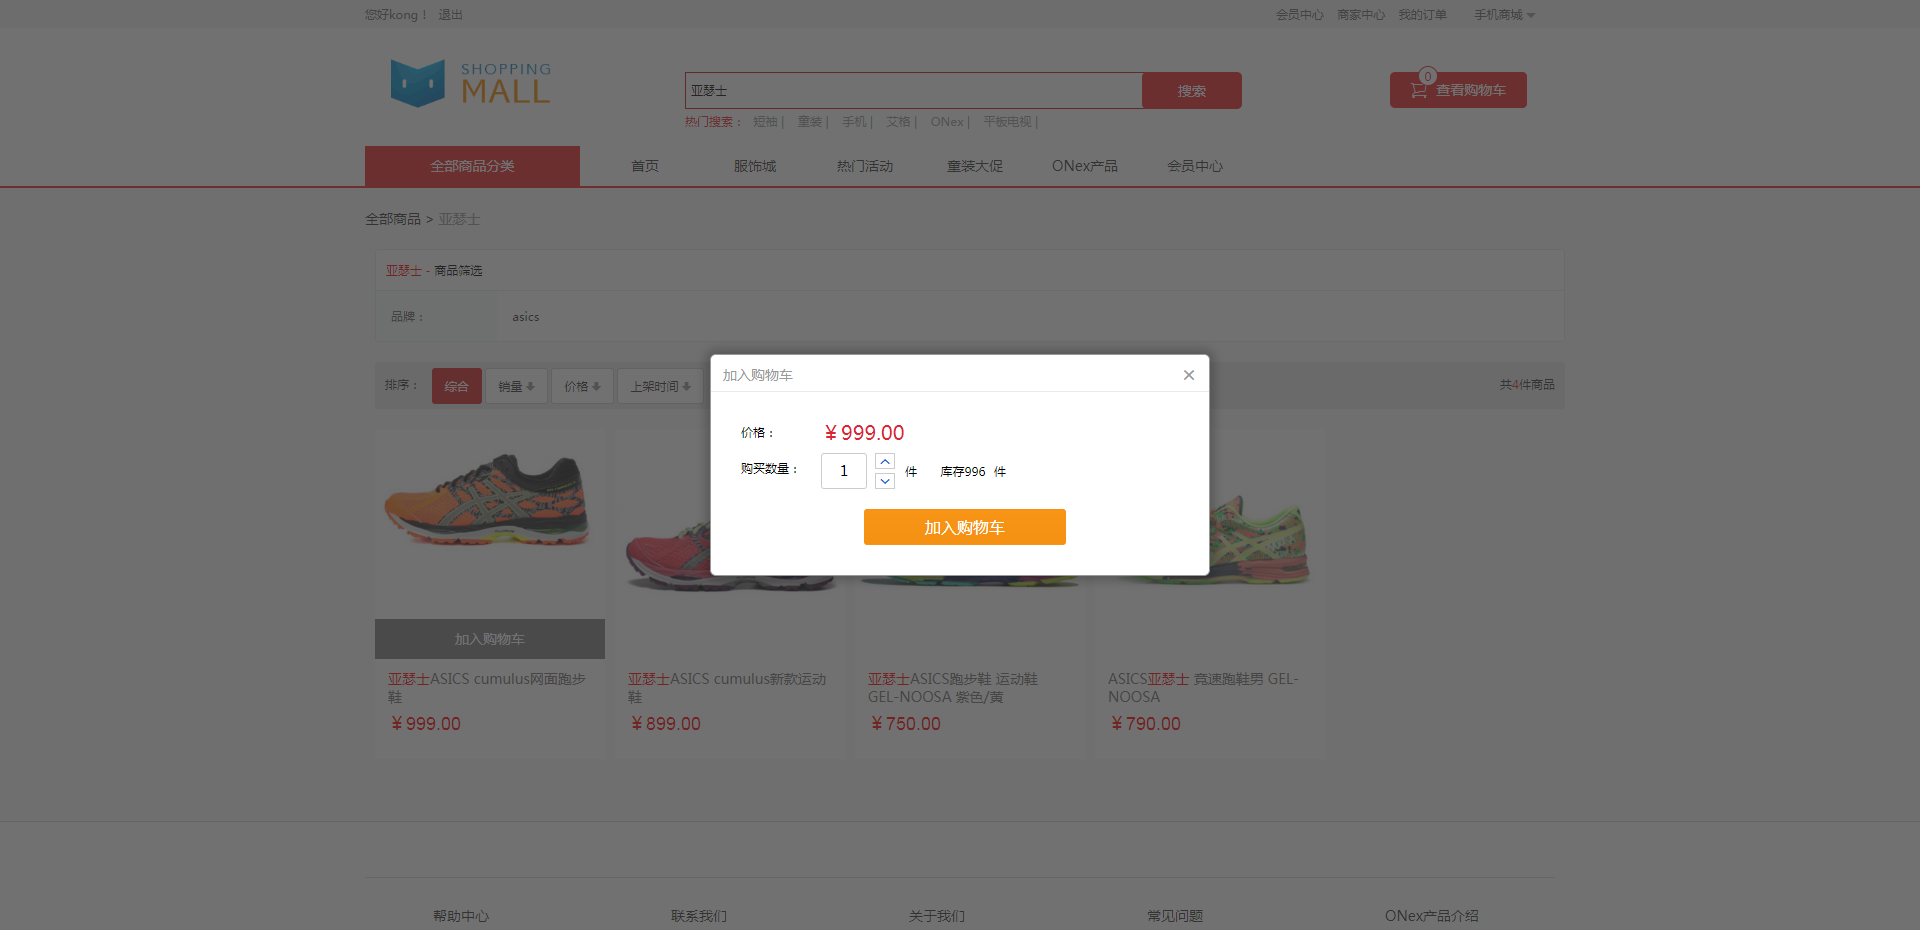 您好kong！ 退出 会员中心 商家中心 我的订单 手机商城
SHOPPING
MALL
亚瑟士 搜索
0
查看购物车
热门搜索： 短袖 | 童装 | 手机 | 艾格 | ONex | 平板电视 |
全部商品分类 首页 服饰城 热门活动 童装大促 ONex产品 会员中心
全部商品 > 亚瑟士
亚瑟士 - 商品筛选
品牌： asics
排序： 综合 销量 价格 上架时间 共4件商品
加入购物车 ×
价格： ￥999.00
购买数量： 1 件 库存996 件
加入购物车
加入购物车
亚瑟士ASICS cumulus网面跑步
鞋
￥999.00
亚瑟士ASICS cumulus新款运动
鞋
￥899.00
亚瑟士ASICS跑步鞋 运动鞋
GEL-NOOSA 紫色/黄
￥750.00
ASICS亚瑟士 竞速跑鞋男 GEL-
NOOSA
￥790.00
帮助中心 联系我们 关于我们 常见问题 ONex产品介绍